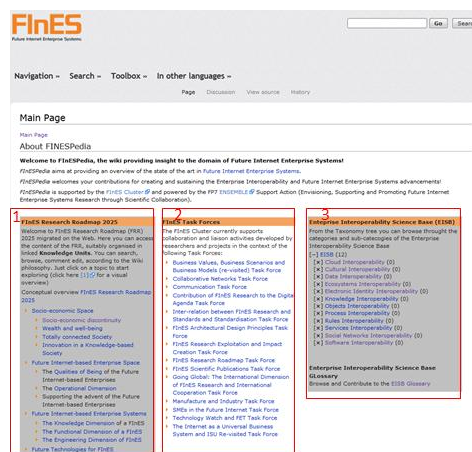 FInES
Future Internet Enterprise Systems
Go
Navigation
Search
Toolbox
In other languages
Page
Discussion
View source
History
Main Page
Main Page
About FINESPedia
Welcome to FInESPedia, the wiki providing insight to the domain of Future Internet Enterprise Systems!
FInESPedia aims at providing an overview of the state of the art in Future Internet Enterprise Systems.
FInESPedia welcomes your contributions for creating and sustaining the Enterprise Interoperability and Future Internet Enterprise Systems advancements!
FInESPedia is supported by the FInES Cluster and powered by the FP7 ENSEMBLE Support Action (Envisioning, Supporting and Promoting Future Internet
Enterprise Systems Research through Scientific Collaboration).
1
FInES Research Roadmap 2025
Welcome to FInES Research Roadmap (FRR)
2025 migrated on the Web. Here you can access
the content of the FRR, suitably organised in
linked Knowledge Units. You can search,
browse, comment edit, according to the Wiki
philosophy. Just click on a topic to start
exploring (click here [1] for a visual
overview)
Conceptual overview FInES Research Roadmap
2025
Socio-economic Space
Socio-economic discontinuity
Wealth and well-being
Totally connected Society
Innovation in a Knowledge-based
Society
Future Internet-based Enterprise Space
The Qualities of Being of the Future
Internet-based Enterprises
The Operational Dimension
Supporting the advent of the Future
Internet-based Enterprises
Future Internet-based Enterprise Systems
The Knowledge Dimension of a FInES
The Functional Dimension of a FInES
The Engineering Dimension of FInES
Future Technologies for FInES
2
FInES Task Forces
The FInES Cluster currently supports
collaboration and liaison activities developed by
researchers and projects in the context of the
following Task Forces:
Business Values, Business Scenarios and
Business Models (re-visited) Task Force
Collaborative Networks Task Force
Communication Task Force
Contribution of FInES Research to the Digital
Agenda Task Force
Inter-relation between FInES Research and
Standards and Standardisation Task Force
FInES Architectural Design Principles Task
Force
FInES Research Exploitation and Impact
Creation Task Force
FInES Research Roadmap Task Force
FInES Scientific Publications Task Force
Going Global: The International Dimension
of FInES Research and International
Cooperation Task Force
Manufacture and Industry Task Force
SMEs in the Future Internet Task Force
Technology Watch and FET Task Force
The Internet as a Universal Business
System and ISU Re-visited Task Force
3
Enterprise Interoperability Science Base (EISB)
From the Taxonomy tree you can browse throught the
categories and sub-catecogies of the Enterprise
Interoperability Science Base
[−] EISB (12)
[×] Cloud Interoperability (0)
[×] Cultural Interoperability (0)
[×] Data Interoperability (0)
[×] Ecosystems Interoperability (0)
[×] Electronic Identity Interoperability (0)
[×] Knowledge Interoperability (0)
[×] Objects Interoperability (0)
[×] Process Interoperability (0)
[×] Rules Interoperability (0)
[×] Services Interoperability (0)
[×] Social Networks Interoperability (0)
[×] Software Interoperability (0)
Enterprise Interoperability Science Base
GLossary
Browse and Contribute to the EISB Glossary